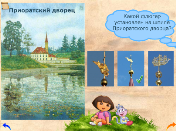 Приоратский дворец
Какой флюгер
установлен на шпиле
Приоратского дворца?